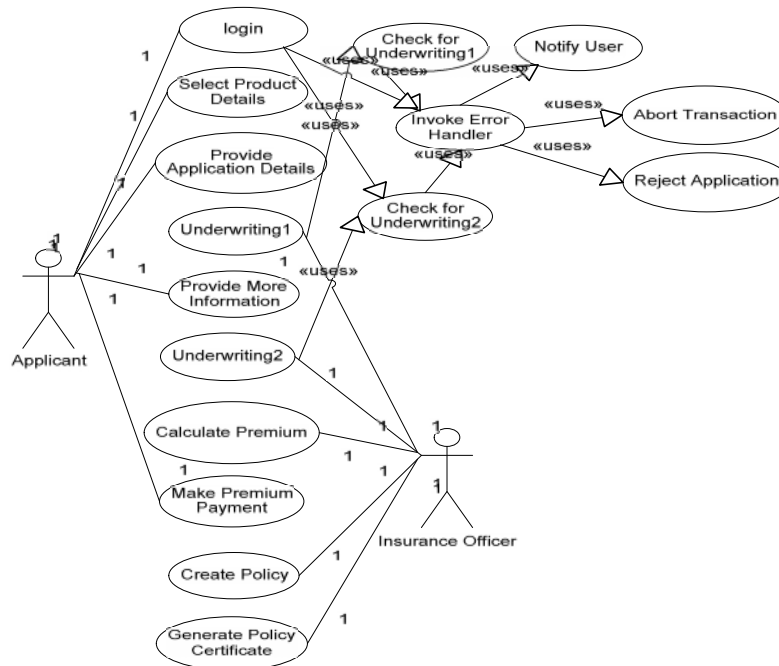 login
Check for
Underwriting1
Notify User
1
«uses»
«uses»
«uses»
Select Product
Details
1
«uses»
«uses»
Invoke Error
Handler
«uses»
Abort Transaction
«uses»
«uses»
Provide
Application Details
1
Reject Application
Check for
Underwriting2
Underwriting1
1
1
1
1
1
1
«uses»
Provide More
Information
1
Applicant
Underwriting2
1
Calculate Premium
1
1
1
1
1
Make Premium
Payment
1
1
Insurance Officer
Create Policy
1
Generate Policy
Certificate
1